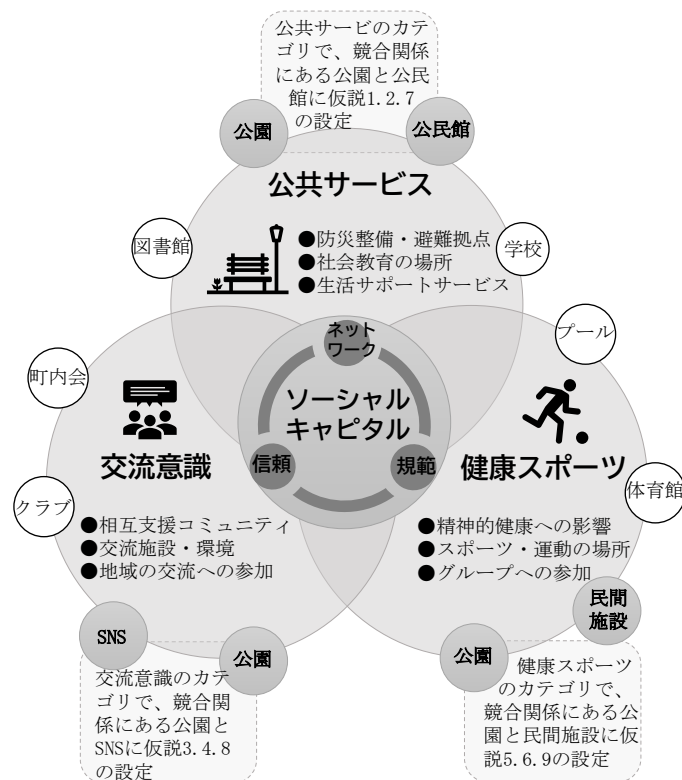 公共サービのカテ
ゴリで、競合関係
にある公園と公民
館に仮説1.2.7
の設定
公園
公民館
公共サービス
図書館
学校
●防災整備・避難拠点
●社会教育の場所
●生活サポートサービス
プール
町内会
ネット
ワーク
ソーシャル
キャピタル
信頼
規範
交流意識
健康スポーツ
クラブ
体育館
●相互支援コミュニティ
●交流施設・環境
●地域の交流への参加
●精神的健康への影響
●スポーツ・運動の場所
●グループへの参加
SNS
公園
交流意識のカテ
ゴリで、競合関
係にある公園と
SNSに仮説3.4.8
の設定
公園
民間
施設
健康スポーツ
のカテゴリで、
競合関係にある公
園と民間施設に仮
説5.6.9の設定